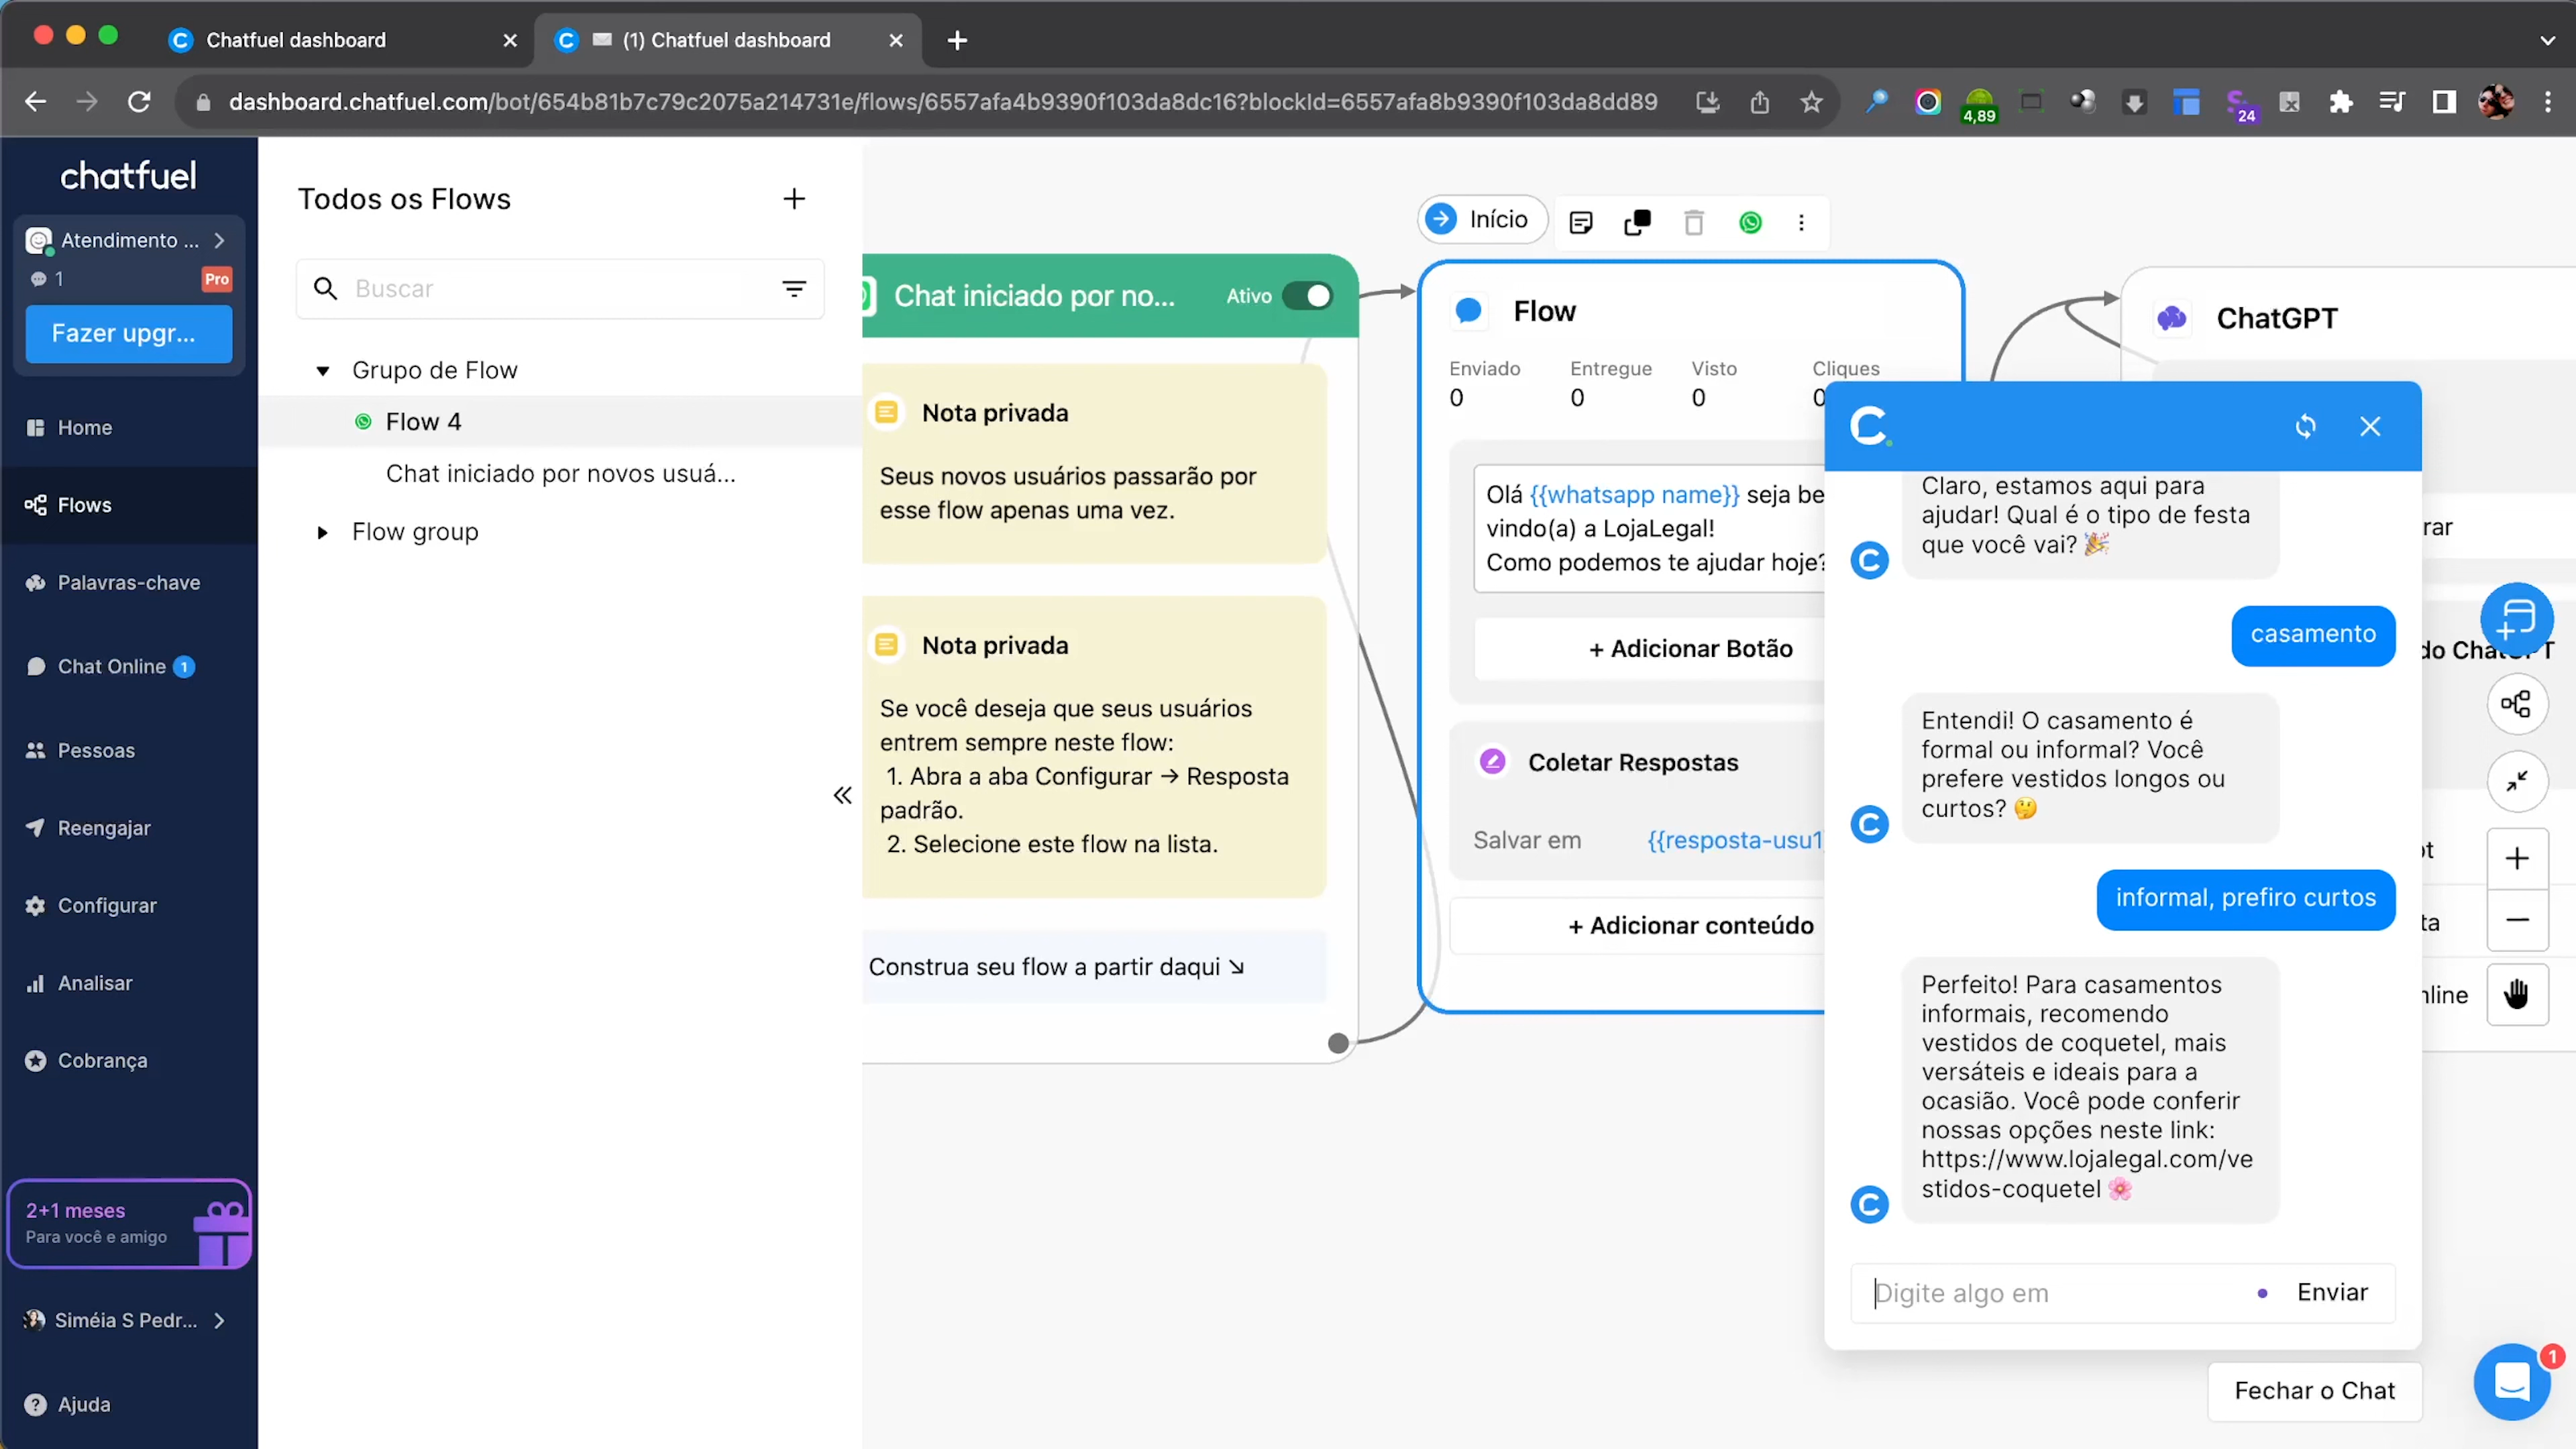 Chatfuel dashboard
(1) Chatfuel dashboard
dashboard.chatfuel.com/bot/654b81b7c79c2075a214731e/flows/6557afa4b9390f103da8dc16?blockId=6557afa8b9390f103da8dd89
4,89
24
chatfuel
Atendimento ...
1
Pro
Fazer upgr...
Home
Flows
Palavras-chave
Chat Online 1
Pessoas
Reengajar
Configurar
Analisar
Cobrança
2+1 meses
Para você e amigo
Siméia S Pedr...
Ajuda
Todos os Flows
Buscar
Grupo de Flow
Flow 4
Chat iniciado por novos usuá...
Flow group
Chat iniciado por no...
Ativo
Nota privada
Seus novos usuários passarão por
esse flow apenas uma vez.
Nota privada
Se você deseja que seus usuários
entrem sempre neste flow:
1. Abra a aba Configurar → Resposta
padrão.
2. Selecione este flow na lista.
Construa seu flow a partir daqui ↘
Início
Flow
Enviado Entregue Visto Cliques
0 0 0 0
Olá {{whatsapp name}} seja be
vindo(a) a LojaLegal!
Como podemos te ajudar hoje?
+ Adicionar Botão
Coletar Respostas
Salvar em {{resposta-usu1
+ Adicionar conteúdo
ChatGPT
rar
do ChatGPT
ot
ta
nline
Claro, estamos aqui para
ajudar! Qual é o tipo de festa
que você vai? 🎉
casamento
Entendi! O casamento é
formal ou informal? Você
prefere vestidos longos ou
curtos? 🤔
informal, prefiro curtos
Perfeito! Para casamentos
informais, recomendo
vestidos de coquetel, mais
versáteis e ideais para a
ocasião. Você pode conferir
nossas opções neste link:
https://www.lojalegal.com/ve
stidos-coquetel 🌸
Digite algo em
Enviar
Fechar o Chat
1